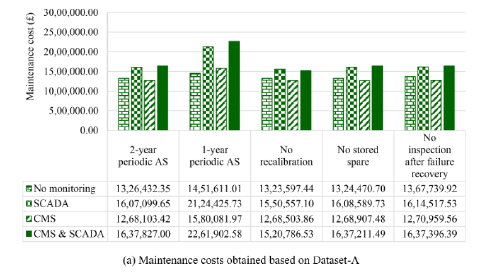 Maintenance cost (£)
30,00,000.00
25,00,000.00
20,00,000.00
15,00,000.00
10,00,000.00
5,00,000.00
0.00
2-year periodic AS 1-year periodic AS No recalibration No stored spare No inspection after failure recovery
No monitoring 13,26,432.35 14,51,611.01 13,23,597.44 13,24,470.70 13,67,739.92
SCADA 16,07,099.65 21,24,425.73 15,50,557.10 16,08,589.73 16,14,517.53
CMS 12,68,103.42 15,80,081.97 12,68,503.86 12,68,907.48 12,70,959.56
CMS & SCADA 16,37,827.00 22,61,902.58 15,20,786.53 16,37,211.49 16,37,396.39
(a) Maintenance costs obtained based on Dataset-A